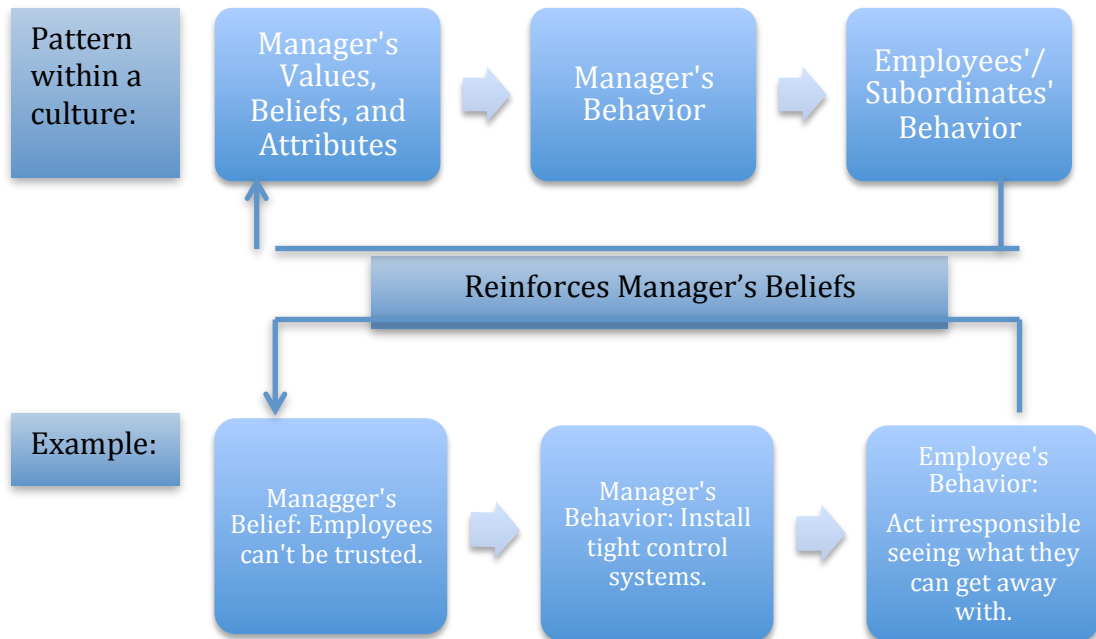 Pattern
within a
culture:
Manager's
Values,
Beliefs, and
Attributes
Manager's
Behavior
Employees'/
Subordinates'
Behavior
Reinforces Manager’s Beliefs
Example:
Managger's
Belief: Employees
can't be trusted.
Manager's
Behavior: Install
tight control
systems.
Employee's
Behavior:
Act irresponsible
seeing what they
can get away
with.